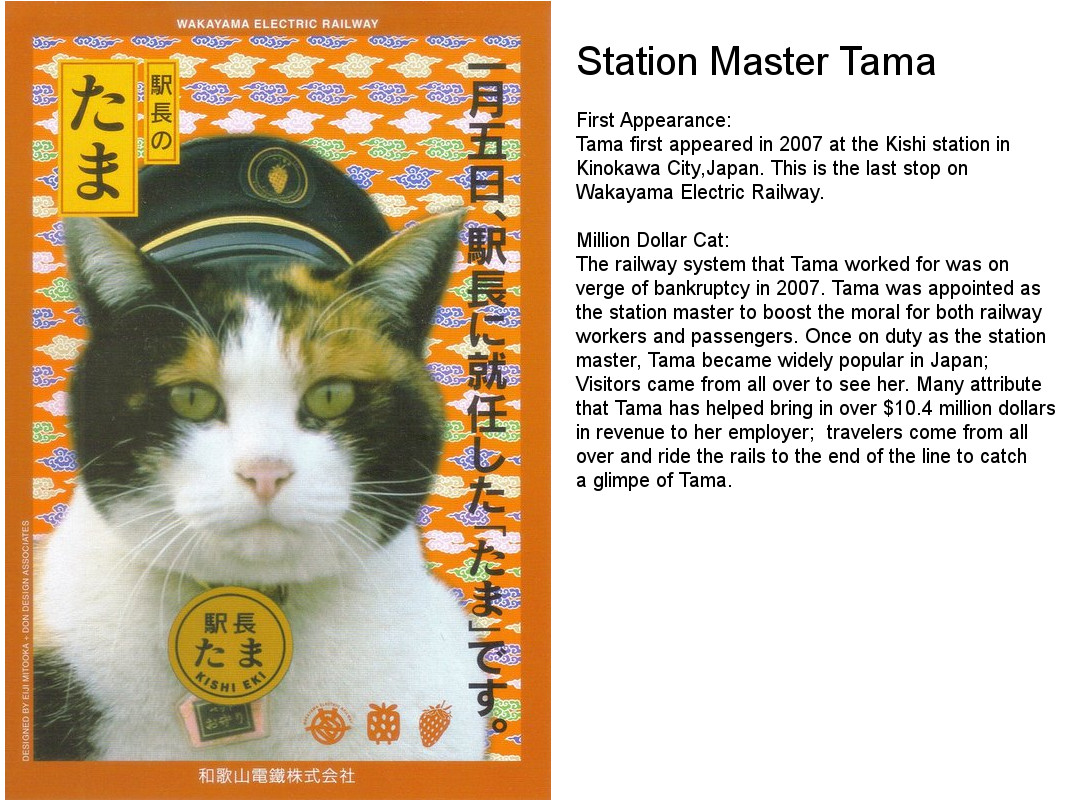 WAKAYAMA ELECTRIC RAILWAY
駅長の
たま
一月五日、駅長に就任した「たま」です。
駅長
たま
KISHI EKI
お守り
DESIGNED BY EIJI MITOOKA + DON DESIGN ASSOCIATES
和歌山電鐵株式会社
Station Master Tama
First Appearance:
Tama first appeared in 2007 at the Kishi station in
Kinokawa City,Japan. This is the last stop on
Wakayama Electric Railway.
Million Dollar Cat:
The railway system that Tama worked for was on
verge of bankruptcy in 2007. Tama was appointed as
the station master to boost the moral for both railway
workers and passengers. Once on duty as the station
master, Tama became widely popular in Japan;
Visitors came from all over to see her. Many attribute
that Tama has helped bring in over $10.4 million dollars
in revenue to her employer;  travelers come from all
over and ride the rails to the end of the line to catch
a glimpe of Tama.